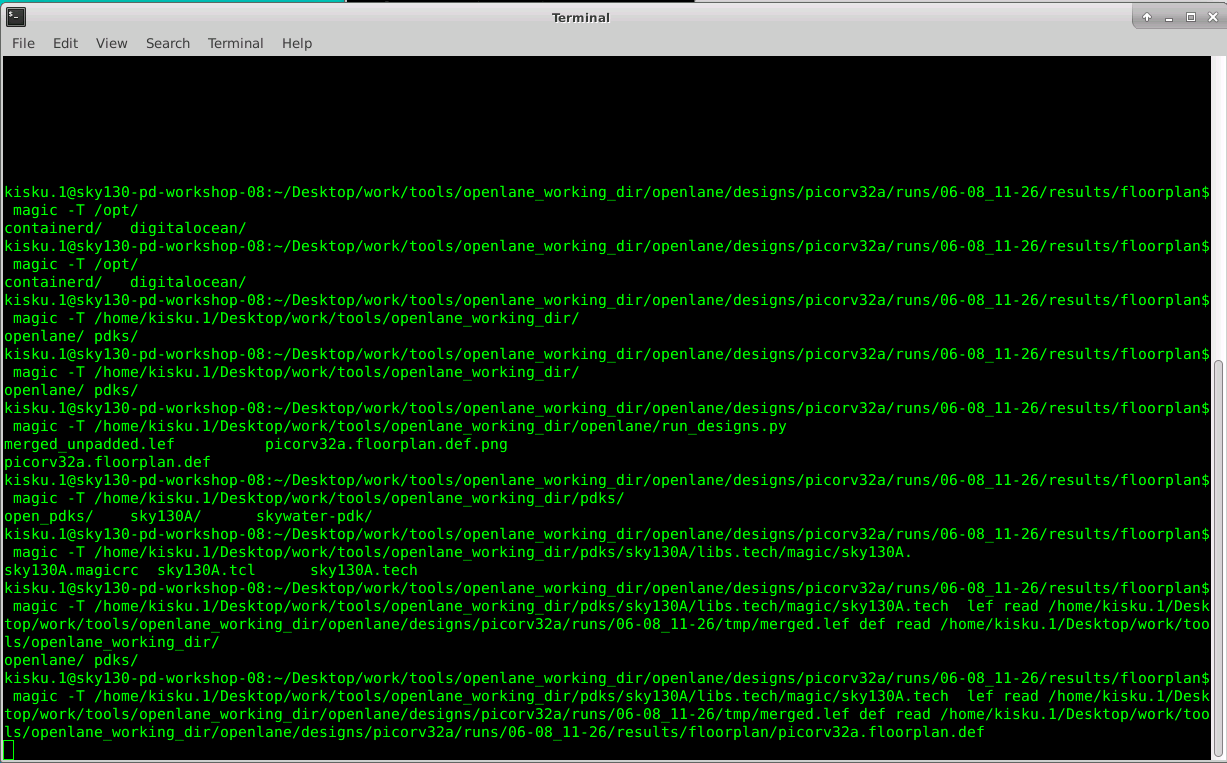 Terminal
File Edit View Search Terminal Help
kisku.1@sky130-pd-workshop-08:~/Desktop/work/tools/openlane_working_dir/openlane/designs/picorv32a/runs/06-08_11-26/results/floorplan$
magic -T /opt/
containerd/   digitalocean/
kisku.1@sky130-pd-workshop-08:~/Desktop/work/tools/openlane_working_dir/openlane/designs/picorv32a/runs/06-08_11-26/results/floorplan$
magic -T /opt/
containerd/   digitalocean/
kisku.1@sky130-pd-workshop-08:~/Desktop/work/tools/openlane_working_dir/openlane/designs/picorv32a/runs/06-08_11-26/results/floorplan$
magic -T /home/kisku.1/Desktop/work/tools/openlane_working_dir/
openlane/ pdks/
kisku.1@sky130-pd-workshop-08:~/Desktop/work/tools/openlane_working_dir/openlane/designs/picorv32a/runs/06-08_11-26/results/floorplan$
magic -T /home/kisku.1/Desktop/work/tools/openlane_working_dir/
openlane/ pdks/
kisku.1@sky130-pd-workshop-08:~/Desktop/work/tools/openlane_working_dir/openlane/designs/picorv32a/runs/06-08_11-26/results/floorplan$
magic -T /home/kisku.1/Desktop/work/tools/openlane_working_dir/openlane/run_designs.py
merged_unpadded.lef          picorv32a.floorplan.def.png
picorv32a.floorplan.def
kisku.1@sky130-pd-workshop-08:~/Desktop/work/tools/openlane_working_dir/openlane/designs/picorv32a/runs/06-08_11-26/results/floorplan$
magic -T /home/kisku.1/Desktop/work/tools/openlane_working_dir/pdks/
open_pdks/    sky130A/      skywater-pdk/
kisku.1@sky130-pd-workshop-08:~/Desktop/work/tools/openlane_working_dir/openlane/designs/picorv32a/runs/06-08_11-26/results/floorplan$
magic -T /home/kisku.1/Desktop/work/tools/openlane_working_dir/pdks/sky130A/libs.tech/magic/sky130A.
sky130A.magicrc  sky130A.tcl      sky130A.tech
kisku.1@sky130-pd-workshop-08:~/Desktop/work/tools/openlane_working_dir/openlane/designs/picorv32a/runs/06-08_11-26/results/floorplan$
magic -T /home/kisku.1/Desktop/work/tools/openlane_working_dir/pdks/sky130A/libs.tech/magic/sky130A.tech  lef read /home/kisku.1/Desk
top/work/tools/openlane_working_dir/openlane/designs/picorv32a/runs/06-08_11-26/tmp/merged.lef def read /home/kisku.1/Desktop/work/too
ls/openlane_working_dir/
openlane/ pdks/
kisku.1@sky130-pd-workshop-08:~/Desktop/work/tools/openlane_working_dir/openlane/designs/picorv32a/runs/06-08_11-26/results/floorplan$
magic -T /home/kisku.1/Desktop/work/tools/openlane_working_dir/pdks/sky130A/libs.tech/magic/sky130A.tech  lef read /home/kisku.1/Desk
top/work/tools/openlane_working_dir/openlane/designs/picorv32a/runs/06-08_11-26/tmp/merged.lef def read /home/kisku.1/Desktop/work/too
ls/openlane_working_dir/openlane/designs/picorv32a/runs/06-08_11-26/results/floorplan/picorv32a.floorplan.def